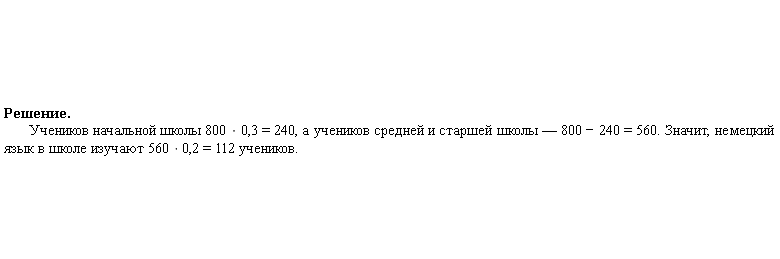 Решение.
Учеников начальной школы 800 · 0,3 = 240, а учеников средней и старшей школы — 800 − 240 = 560. Значит, немецкий
язык в школе изучают 560 · 0,2 = 112 учеников.